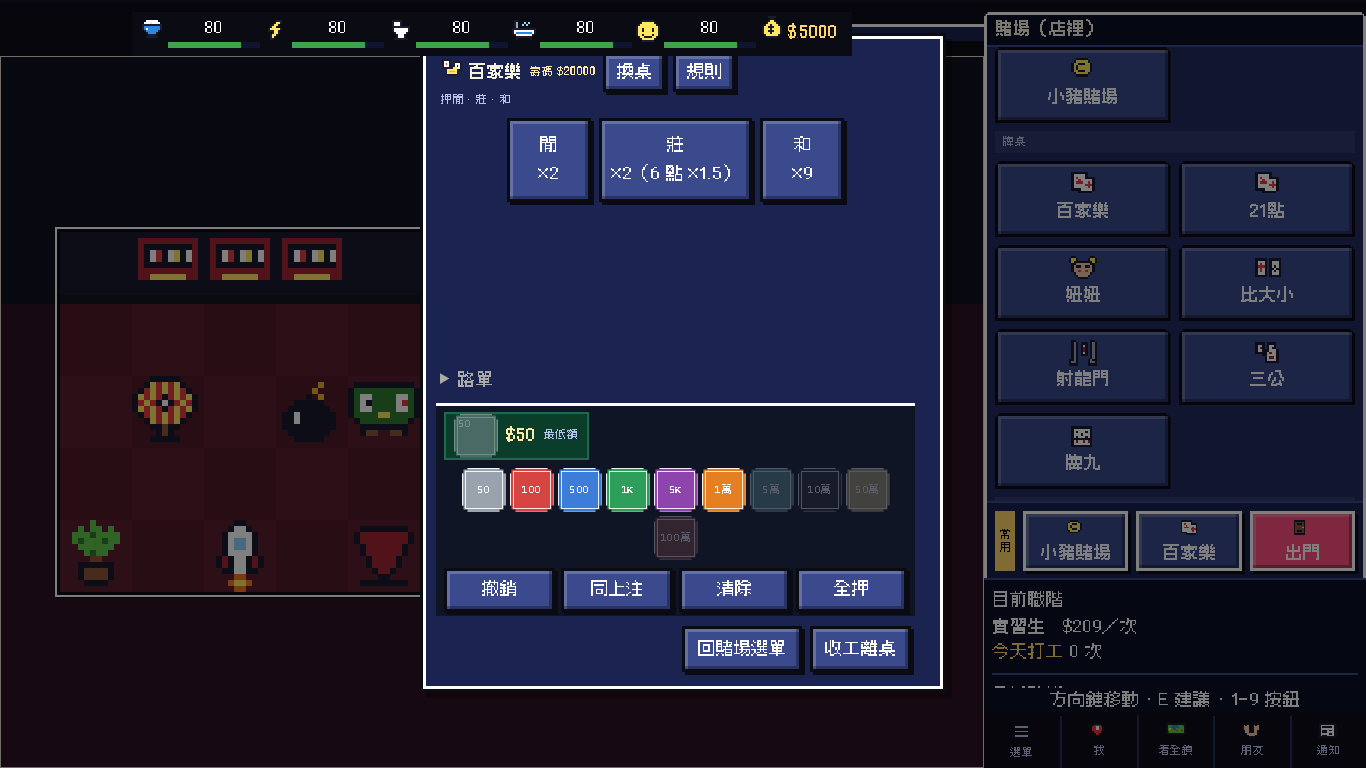 80 80 80 80 80 $5000
百家樂 籌碼 $20000 換桌 規則
押閒 · 莊 · 和
閒 莊 和
×2 ×2（6 點 ×1.5） ×9
▶ 路單
50 $50 最低額
50 100 500 1K 5K 1萬 5萬 10萬 50萬
100萬
撤銷 同上注 清除 全押
回賭場選單 收工離桌
賭場（店裡）
小豬賭場
牌桌
百家樂 21點
妞妞 比大小
射龍門 三公
牌九
常用 小豬賭場 百家樂 出門
目前職階
實習生 $209／次
今天打工 0 次
方向鍵移動 · E 建議 · 1-9 按鈕
選單 我 看全鎮 朋友 通知